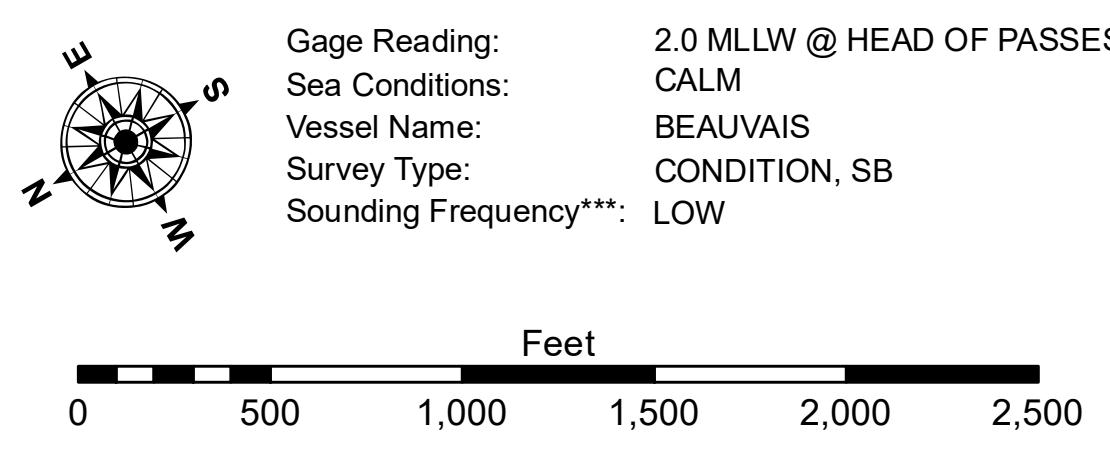 E
S
N
W
Gage Reading: 2.0 MLLW @ HEAD OF PASSES
Sea Conditions: CALM
Vessel Name: BEAUVAIS
Survey Type: CONDITION, SB
Sounding Frequency***: LOW
Feet
0 500 1,000 1,500 2,000 2,500